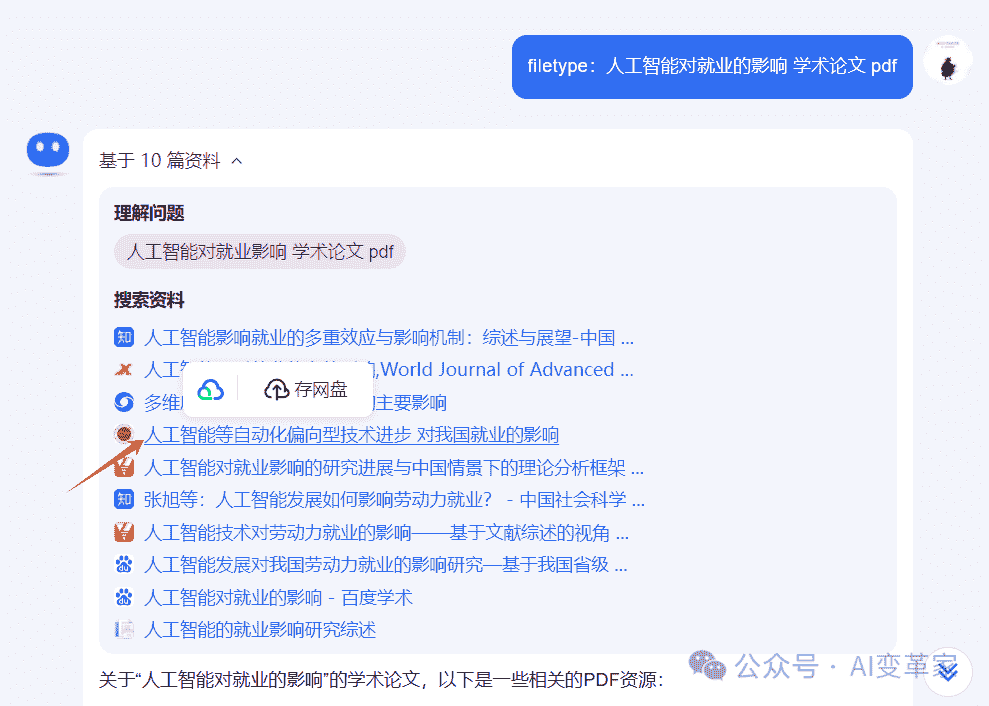 filetype：人工智能对就业的影响 学术论文 pdf
基于 10 篇资料
理解问题
人工智能对就业影响 学术论文 pdf
搜索资料
知 人工智能影响就业的多重效应与影响机制：综述与展望-中国 ...
人工 ,World Journal of Advanced ...
存网盘
多维 主要影响
人工智能等自动化偏向型技术进步 对我国就业的影响
人工智能对就业影响的研究进展与中国情景下的理论分析框架 ...
知 张旭等：人工智能发展如何影响劳动力就业？ - 中国社会科学 ...
人工智能技术对劳动力就业的影响——基于文献综述的视角 ...
人工智能发展对我国劳动力就业的影响研究—基于我国省级 ...
人工智能对就业的影响 - 百度学术
人工智能的就业影响研究综述
公众号 · AI变革家
关于“人工智能对就业的影响”的学术论文，以下是一些相关的PDF资源：